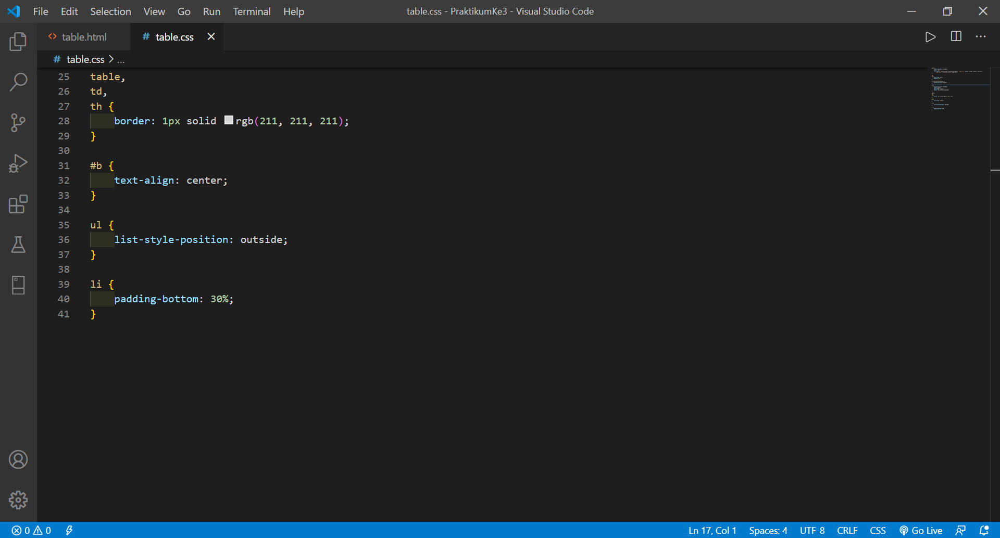 File Edit Selection View Go Run Terminal Help table.css - PraktikumKe3 - Visual Studio Code
table.html # table.css
# table.css > ...
25 table,
26 td,
27 th {
28 border: 1px solid rgb(211, 211, 211);
29 }
30
31 #b {
32 text-align: center;
33 }
34
35 ul {
36 list-style-position: outside;
37 }
38
39 li {
40 padding-bottom: 30%;
41 }
0 0 Ln 17, Col 1 Spaces: 4 UTF-8 CRLF CSS Go Live